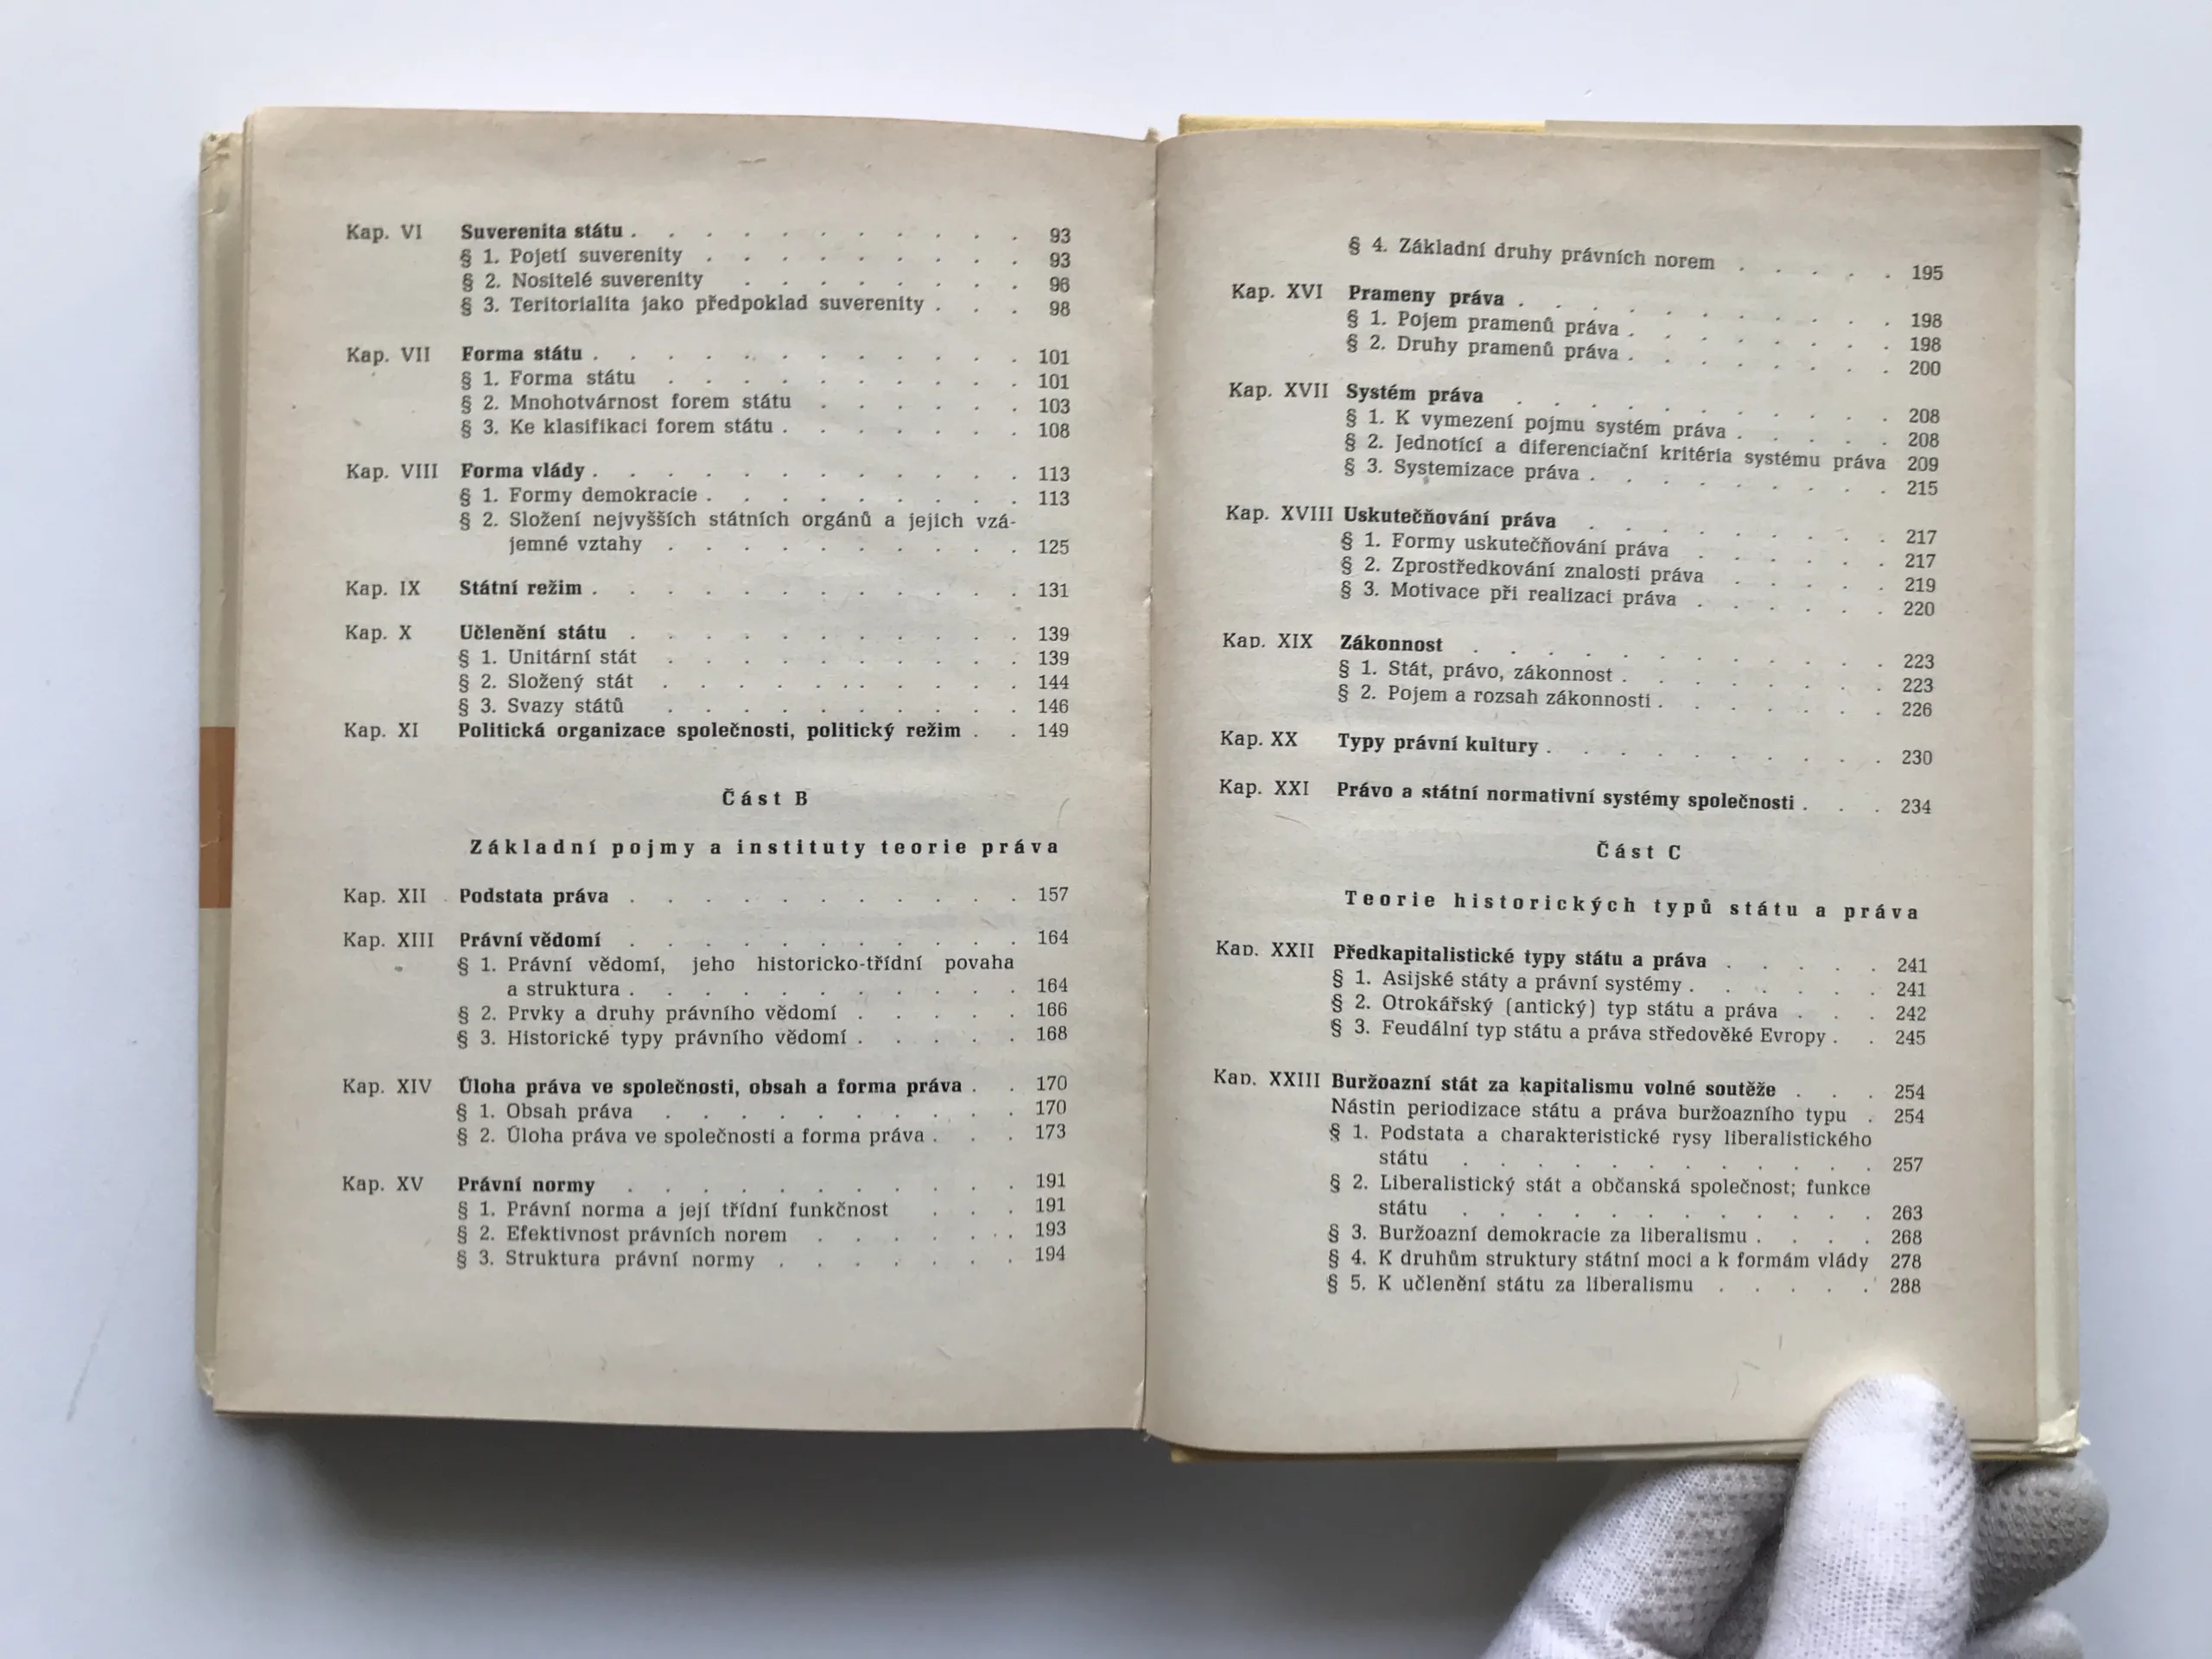 Kap. VI Suverenita státu . . . . . . . . . . . 93
§ 1. Pojetí suverenity . . . . . . . . . 93
§ 2. Nositelé suverenity . . . . . . . . 96
§ 3. Teritorialita jako předpoklad suverenity . . . 98
Kap. VII Forma státu . . . . . . . . . . . . 101
§ 1. Forma státu . . . . . . . . . . 101
§ 2. Mnohotvárnost forem státu . . . . . . 103
§ 3. Ke klasifikaci forem státu . . . . . . . 108
Kap. VIII Forma vlády . . . . . . . . . . . . 113
§ 1. Formy demokracie . . . . . . . . . 113
§ 2. Složení nejvyšších státních orgánů a jejich vzá-
jemné vztahy . . . . . . . . . . 125
Kap. IX Státní režim . . . . . . . . . . . . 131
Kap. X Učlenění státu . . . . . . . . . . . 139
§ 1. Unitární stát . . . . . . . . . . 139
§ 2. Složený stát . . . . . . . . . . 144
§ 3. Svazy států . . . . . . . . . . 146
Kap. XI Politická organizace společnosti, politický režim . . 149
Část B
Základní pojmy a instituty teorie práva
Kap. XII Podstata práva . . . . . . . . . . . 157
Kap. XIII Právní vědomí . . . . . . . . . . . 164
§ 1. Právní vědomí, jeho historicko-třídní povaha
a struktura . . . . . . . . . . . 164
§ 2. Prvky a druhy právního vědomí . . . . . 166
§ 3. Historické typy právního vědomí . . . . . 168
Kap. XIV Úloha práva ve společnosti, obsah a forma práva . . 170
§ 1. Obsah práva . . . . . . . . . . 170
§ 2. Úloha práva ve společnosti a forma práva . . . 173
Kap. XV Právní normy . . . . . . . . . . . 191
§ 1. Právní norma a její třídní funkčnost . . . 191
§ 2. Efektivnost právních norem . . . . . . 193
§ 3. Struktura právní normy . . . . . . . 194
§ 4. Základní druhy právních norem . . . . . 195
Kap. XVI Prameny práva . . . . . . . . . . . 198
§ 1. Pojem pramenů práva . . . . . . . . 198
§ 2. Druhy pramenů práva . . . . . . . . 200
Kap. XVII Systém práva . . . . . . . . . . . 208
§ 1. K vymezení pojmu systém práva . . . . . 208
§ 2. Jednotící a diferenciační kritéria systému práva 209
§ 3. Systemizace práva . . . . . . . . . 215
Kap. XVIII Uskutečňování práva . . . . . . . . . 217
§ 1. Formy uskutečňování práva . . . . . . 217
§ 2. Zprostředkování znalosti práva . . . . . 219
§ 3. Motivace při realizaci práva . . . . . . 220
Kap. XIX Zákonnost . . . . . . . . . . . . 223
§ 1. Stát, právo, zákonnost . . . . . . . . 223
§ 2. Pojem a rozsah zákonnosti . . . . . . . 226
Kap. XX Typy právní kultury . . . . . . . . . . 230
Kap. XXI Právo a státní normativní systémy společnosti . . . 234
Část C
Teorie historických typů státu a práva
Kap. XXII Předkapitalistické typy státu a práva . . . . . 241
§ 1. Asijské státy a právní systémy . . . . . . 241
§ 2. Otrokářský (antický) typ státu a práva . . . 242
§ 3. Feudální typ státu a práva středověké Evropy . . 245
Kap. XXIII Buržoazní stát za kapitalismu volné soutěže . . . 254
Nástin periodizace státu a práva buržoazního typu . 254
§ 1. Podstata a charakteristické rysy liberalistického
státu . . . . . . . . . . . . 257
§ 2. Liberalistický stát a občanská společnost; funkce
státu . . . . . . . . . . . . 263
§ 3. Buržoazní demokracie za liberalismu . . . . 268
§ 4. K druhům struktury státní moci a k formám vlády 278
§ 5. K učlenění státu za liberalismu . . . . . 288